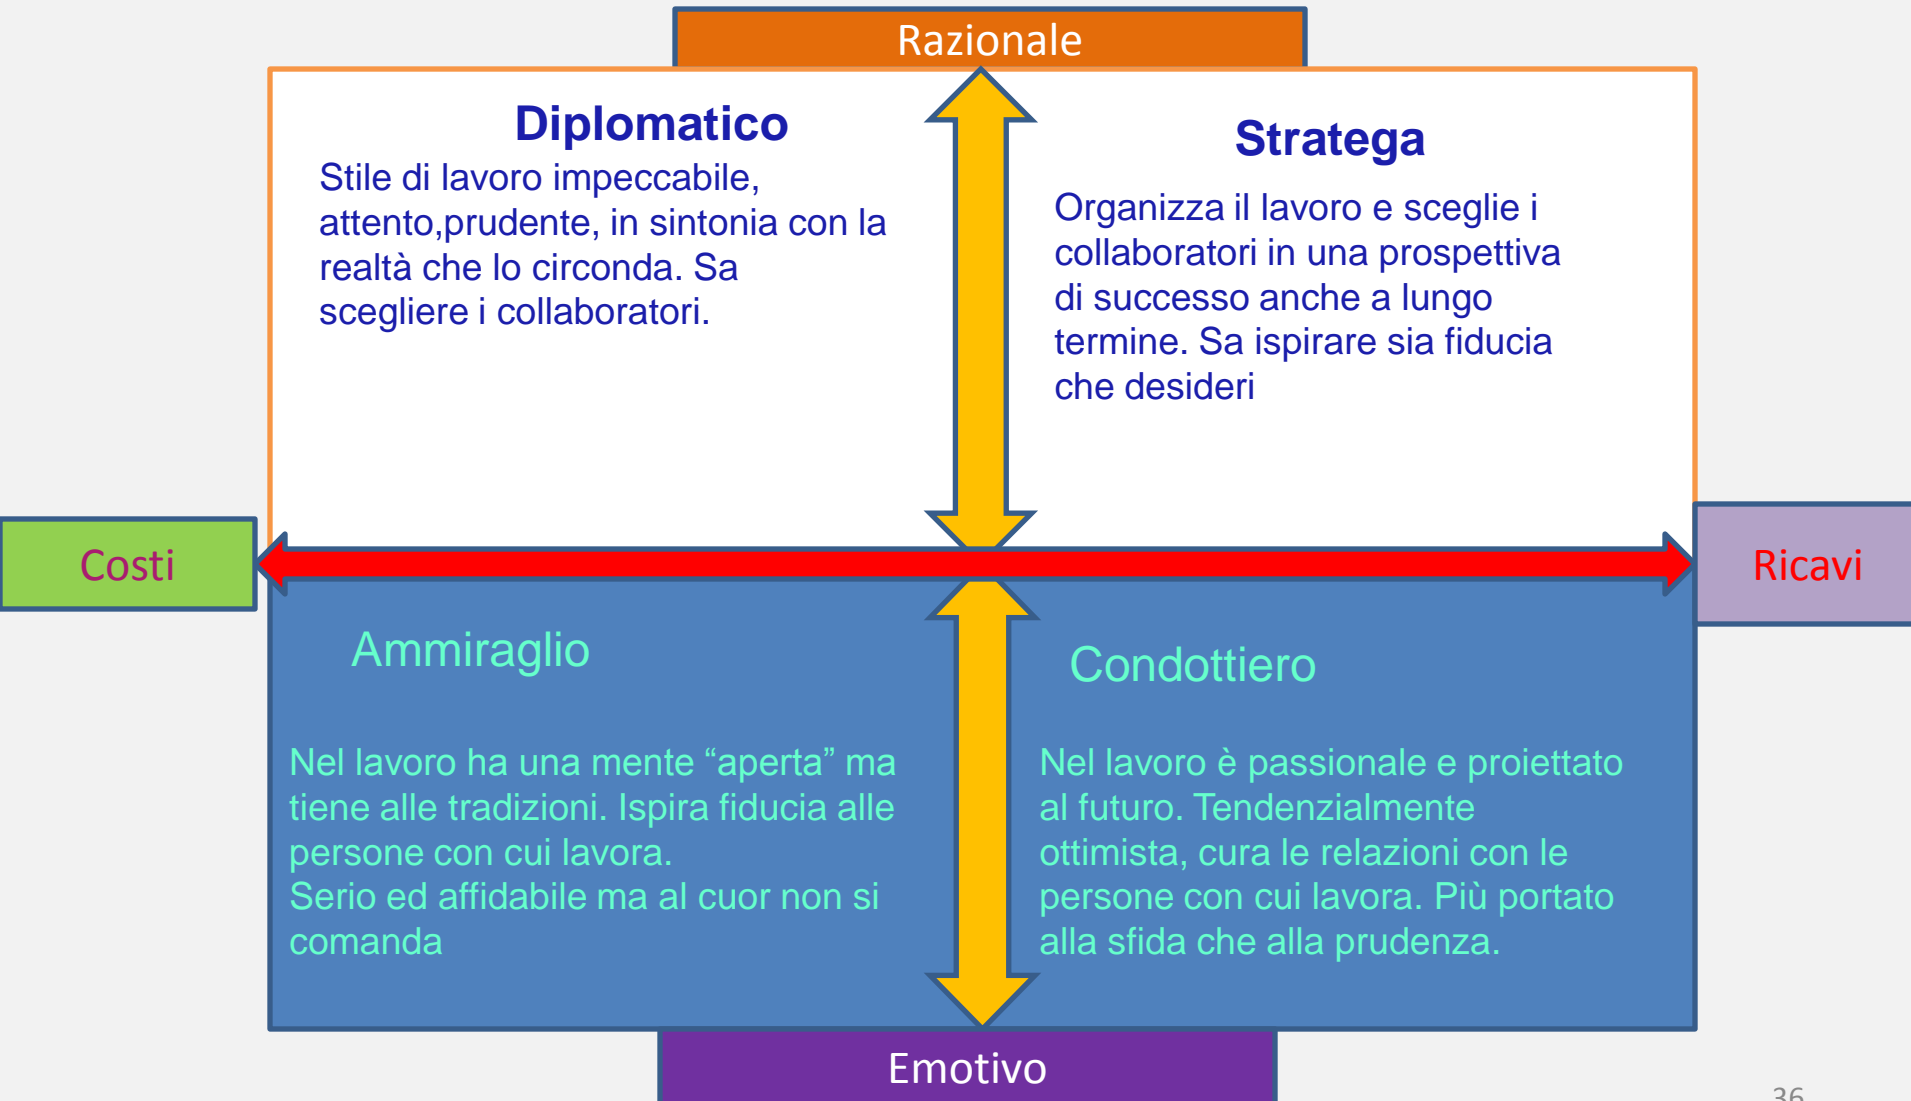 Razionale
Diplomatico
Stile di lavoro impeccabile,
attento,prudente, in sintonia con la
realtà che lo circonda. Sa
scegliere i collaboratori.
Stratega
Organizza il lavoro e sceglie i
collaboratori in una prospettiva
di successo anche a lungo
termine. Sa ispirare sia fiducia
che desideri
Costi
Ricavi
Ammiraglio
Nel lavoro ha una mente “aperta” ma
tiene alle tradizioni. Ispira fiducia alle
persone con cui lavora.
Serio ed affidabile ma al cuor non si
comanda
Condottiero
Nel lavoro è passionale e proiettato
al futuro. Tendenzialmente
ottimista, cura le relazioni con le
persone con cui lavora. Più portato
alla sfida che alla prudenza.
Emotivo
36